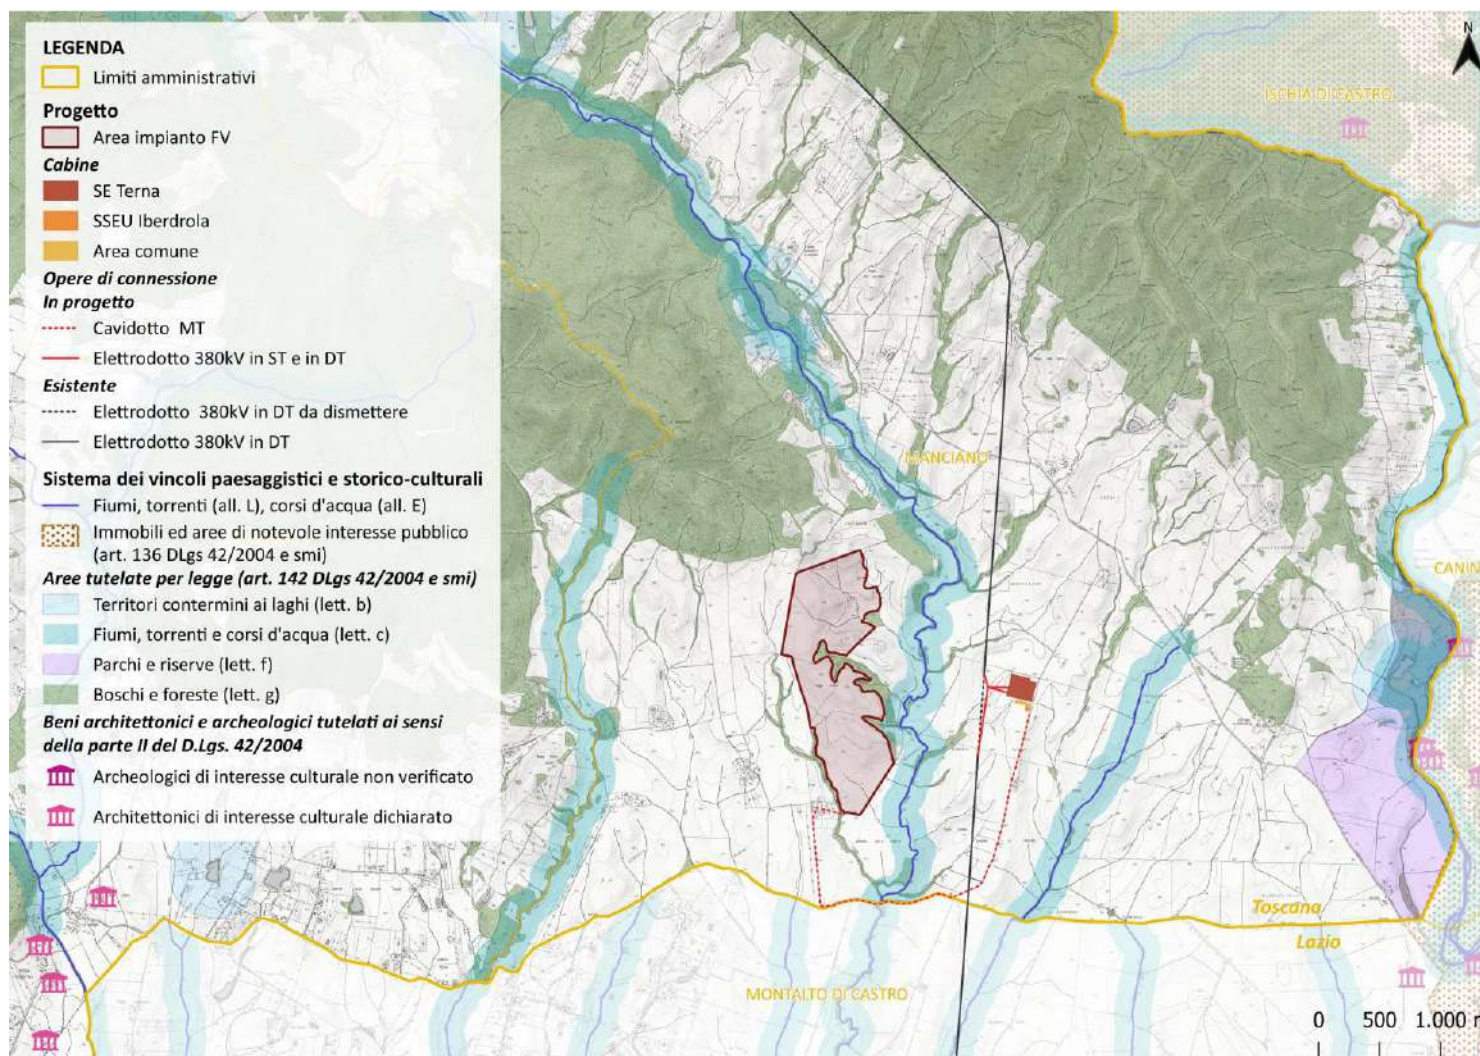 LEGENDA
Limiti amministrativi
Progetto
Area impianto FV
Cabine
SE Terna
SSEU Iberdrola
Area comune
Opere di connessione
In progetto
Cavidotto MT
Elettrodotto 380kV in ST e in DT
Esistente
Elettrodotto 380kV in DT da dismettere
Elettrodotto 380kV in DT
Sistema dei vincoli paesaggistici e storico-culturali
Fiumi, torrenti (all. L), corsi d'acqua (all. E)
Immobili ed aree di notevole interesse pubblico
(art. 136 DLgs 42/2004 e smi)
Aree tutelate per legge (art. 142 DLgs 42/2004 e smi)
Territori contermini ai laghi (lett. b)
Fiumi, torrenti e corsi d'acqua (lett. c)
Parchi e riserve (lett. f)
Boschi e foreste (lett. g)
Beni architettonici e archeologici tutelati ai sensi
della parte II del D.Lgs. 42/2004
Archeologici di interesse culturale non verificato
Architettonici di interesse culturale dichiarato
N
ISCHIA DI CASTRO
MANCIANO
CANIN
Toscana
Lazio
MONTALTO DI CASTRO
0 500 1.000